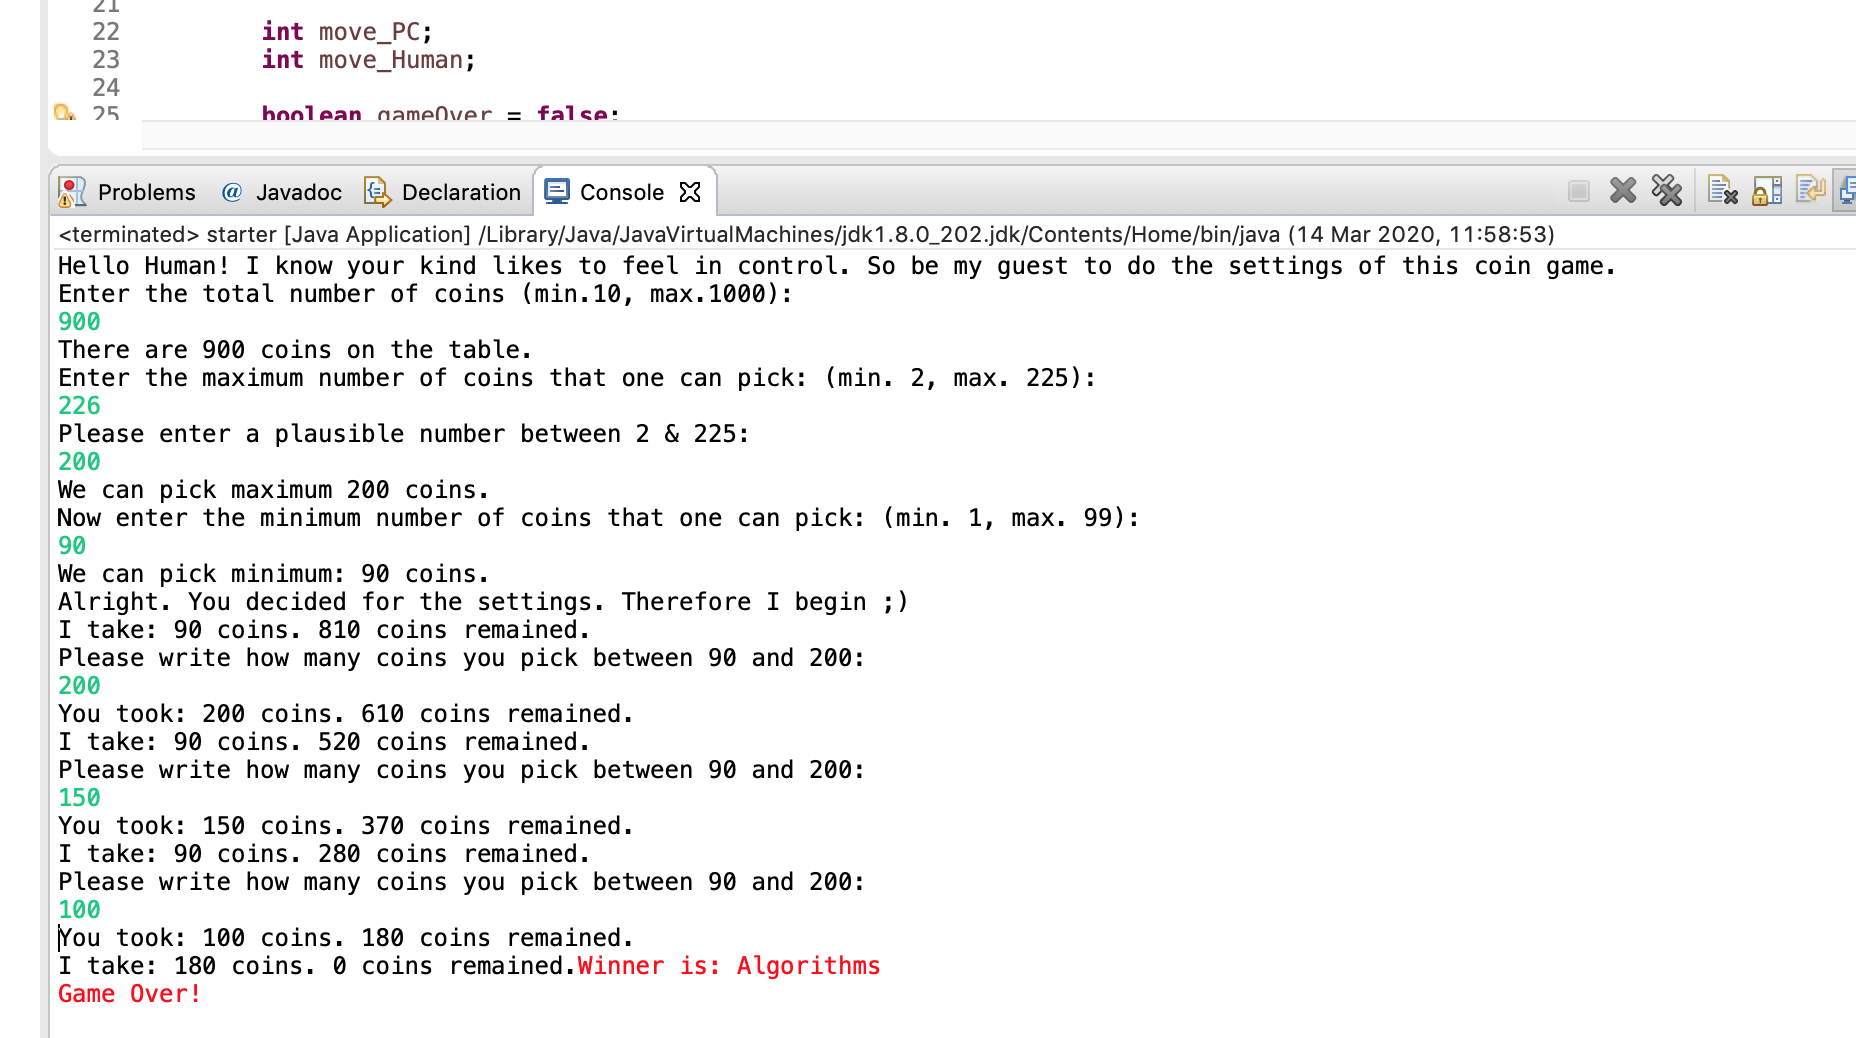 21
22 int move_PC;
23 int move_Human;
24
25 boolean gameOver = false;
Problems @ Javadoc Declaration Console
<terminated> starter [Java Application] /Library/Java/JavaVirtualMachines/jdk1.8.0_202.jdk/Contents/Home/bin/java (14 Mar 2020, 11:58:53)
Hello Human! I know your kind likes to feel in control. So be my guest to do the settings of this coin game.
Enter the total number of coins (min.10, max.1000):
900
There are 900 coins on the table.
Enter the maximum number of coins that one can pick: (min. 2, max. 225):
226
Please enter a plausible number between 2 & 225:
200
We can pick maximum 200 coins.
Now enter the minimum number of coins that one can pick: (min. 1, max. 99):
90
We can pick minimum: 90 coins.
Alright. You decided for the settings. Therefore I begin ;)
I take: 90 coins. 810 coins remained.
Please write how many coins you pick between 90 and 200:
200
You took: 200 coins. 610 coins remained.
I take: 90 coins. 520 coins remained.
Please write how many coins you pick between 90 and 200:
150
You took: 150 coins. 370 coins remained.
I take: 90 coins. 280 coins remained.
Please write how many coins you pick between 90 and 200:
100
You took: 100 coins. 180 coins remained.
I take: 180 coins. 0 coins remained.Winner is: Algorithms
Game Over!